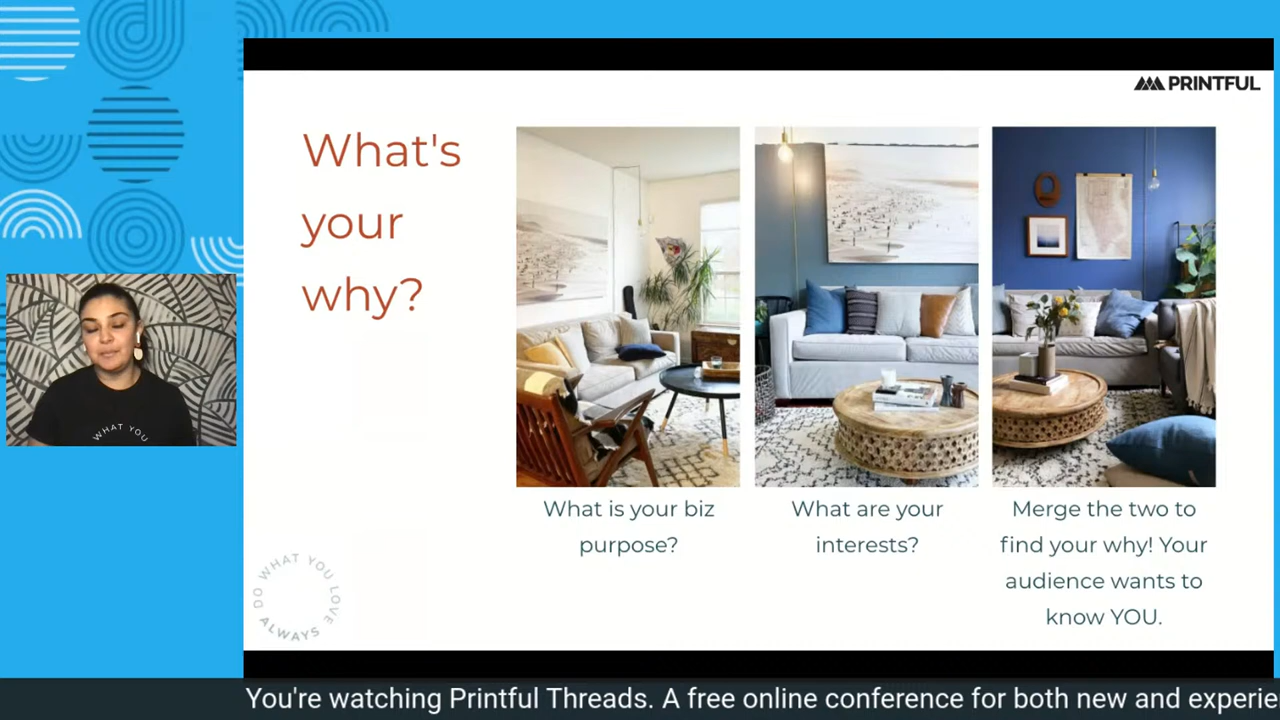 PRINTFUL
What's
your
why?
What is your biz
purpose?
What are your
interests?
Merge the two to
find your why! Your
audience wants to
know YOU.
DO WHAT YOU LOVE
ALWAYS
WHAT YOU
You're watching Printful Threads. A free online conference for both new and experie